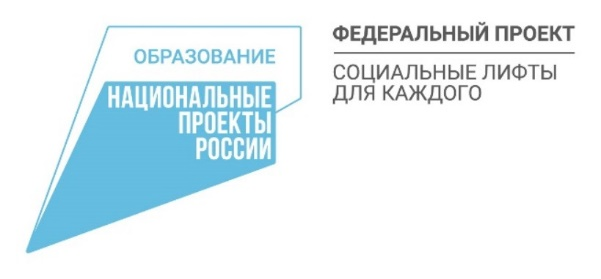 ОБРАЗОВАНИЕ
НАЦИОНАЛЬНЫЕ
ПРОЕКТЫ
РОССИИ
ФЕДЕРАЛЬНЫЙ ПРОЕКТ
СОЦИАЛЬНЫЕ ЛИФТЫ
ДЛЯ КАЖДОГО